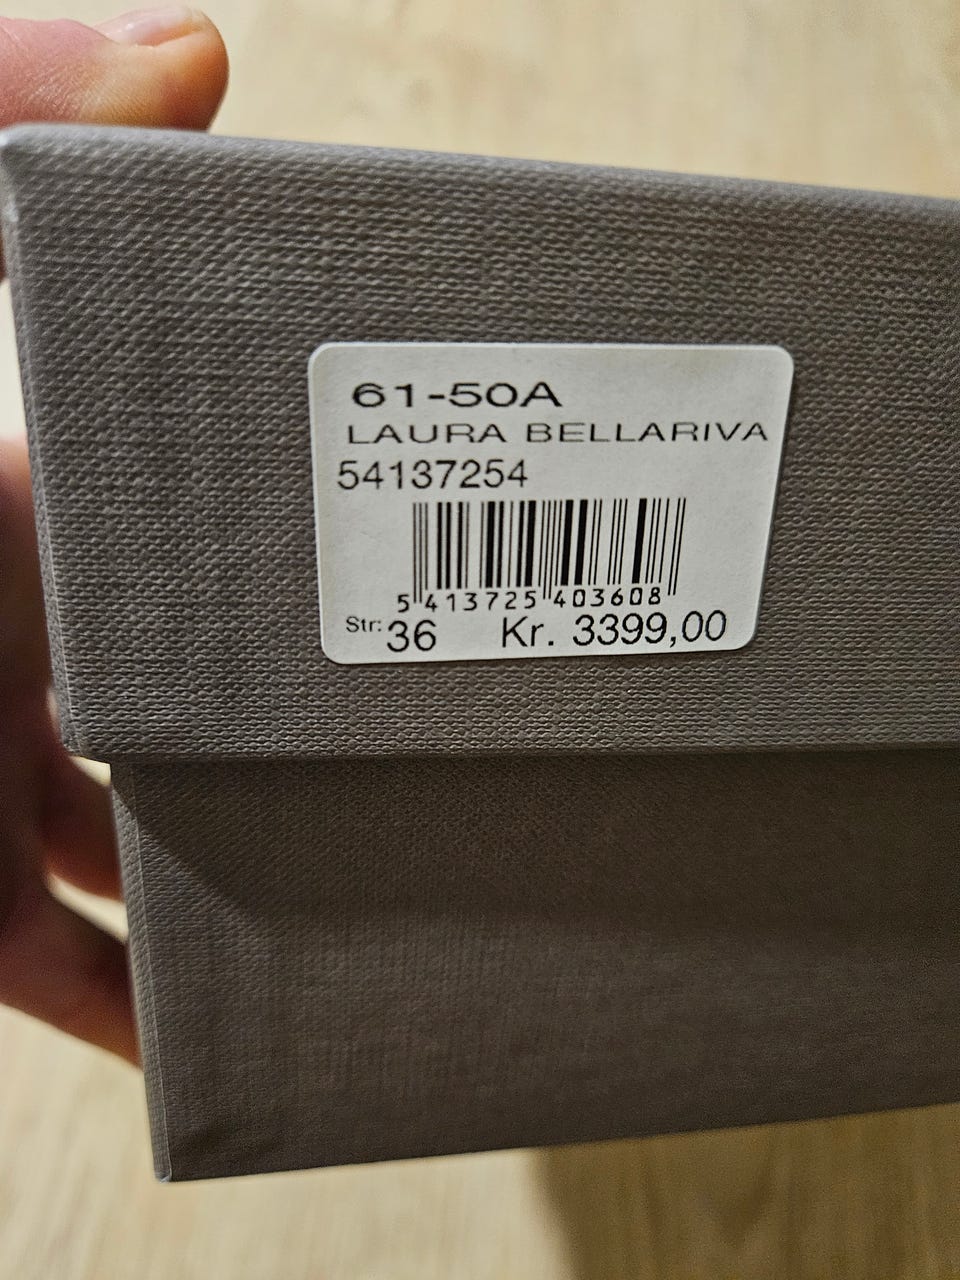 61-50A
LAURA BELLARIVA
54137254
5 413725 403608
Str: 36 Kr. 3399,00